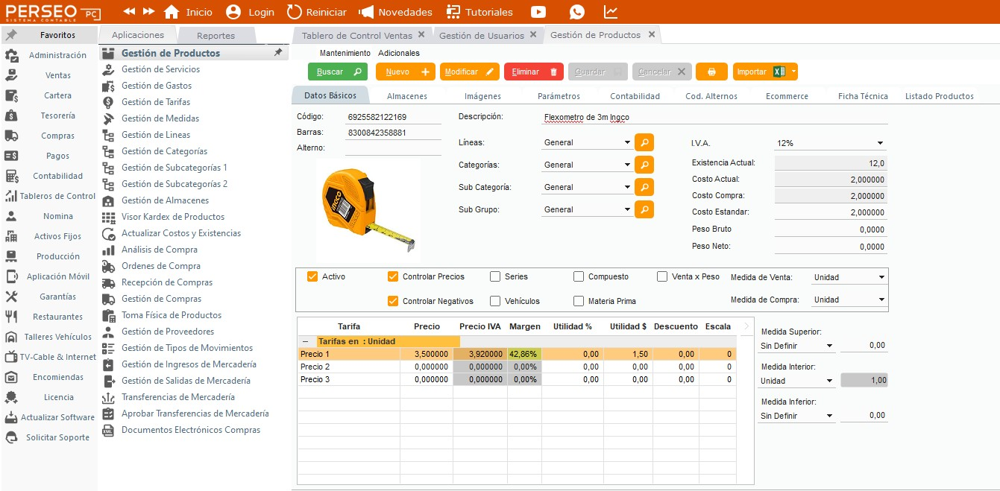 PERSEO PC
SISTEMA CONTABLE
Inicio
Login
Reiniciar
Novedades
Tutoriales
Favoritos
Administración
Ventas
Cartera
Tesorería
Compras
Pagos
Contabilidad
Tableros de Control
Nomina
Activos Fijos
Producción
Aplicación Móvil
Garantías
Restaurantes
Talleres Vehículos
TV-Cable & Internet
Encomiendas
Licencia
Actualizar Software
Solicitar Soporte
Aplicaciones
Reportes
Gestión de Productos
Gestión de Servicios
Gestión de Gastos
Gestión de Tarifas
Gestión de Medidas
Gestión de Lineas
Gestión de Categorías
Gestión de Subcategorías 1
Gestión de Subcategorías 2
Gestión de Almacenes
Visor Kardex de Productos
Actualizar Costos y Existencias
Análisis de Compra
Ordenes de Compra
Recepción de Compras
Gestión de Compras
Toma Física de Productos
Gestión de Proveedores
Gestión de Tipos de Movimientos
Gestión de Ingresos de Mercadería
Gestión de Salidas de Mercadería
Transferencias de Mercadería
Aprobar Transferencias de Mercadería
Documentos Electrónicos Compras
Tablero de Control Ventas
Gestión de Usuarios
Gestión de Productos
Mantenimiento
Adicionales
Buscar
Nuevo
Modificar
Eliminar
Guardar
Cancelar
Importar
Datos Básicos
Almacenes
Imágenes
Parámetros
Contabilidad
Cod. Alternos
Ecommerce
Ficha Técnica
Listado Productos
Código: 6925582122169
Barras: 8300842358881
Alterno:
INGCO
Descripción: Flexometro de 3m Ingco
Líneas: General
Categorías: General
Sub Categoría: General
Sub Grupo: General
I.V.A. 12%
Existencia Actual: 12,0
Costo Actual: 2,000000
Costo Compra: 2,000000
Costo Estandar: 2,000000
Peso Bruto 0,0000
Peso Neto: 0,0000
Activo Controlar Precios Series Compuesto Venta x Peso Medida de Venta: Unidad
Controlar Negativos Vehículos Materia Prima Medida de Compra: Unidad
Tarifa Precio Precio IVA Margen Utilidad % Utilidad $ Descuento Escala
Tarifas en : Unidad
Precio 1 3,500000 3,920000 42,86% 0,00 1,50 0,00 0
Precio 2 0,000000 0,000000 0,00% 0,00 0,00 0,00 0
Precio 3 0,000000 0,000000 0,00% 0,00 0,00 0,00 0
Medida Superior:
Sin Definir 0,00
Medida Interior:
Unidad 1,00
Medida Inferior:
Sin Definir 0,00